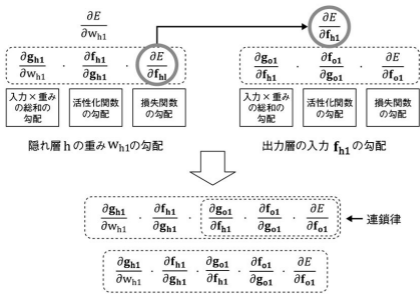 ∂E/∂w_h1
∂E/∂f_h1
∂g_h1/∂w_h1 · ∂f_h1/∂g_h1 · ∂E/∂f_h1
∂g_o1/∂f_h1 · ∂f_o1/∂g_o1 · ∂E/∂f_o1
入力×重み
の総和の
勾配
活性化関数
の勾配
損失関数
の勾配
入力×重み
の総和の
勾配
活性化関数
の勾配
損失関数
の勾配
隠れ層 h の重み w_h1の勾配
出力層の入力 f_h1 の勾配
∂g_h1/∂w_h1 · ∂f_h1/∂g_h1 · ∂g_o1/∂f_h1 · ∂f_o1/∂g_o1 · ∂E/∂f_o1
連鎖律
∂g_h1/∂w_h1 · ∂f_h1/∂g_h1 · ∂g_o1/∂f_h1 · ∂f_o1/∂g_o1 · ∂E/∂f_o1